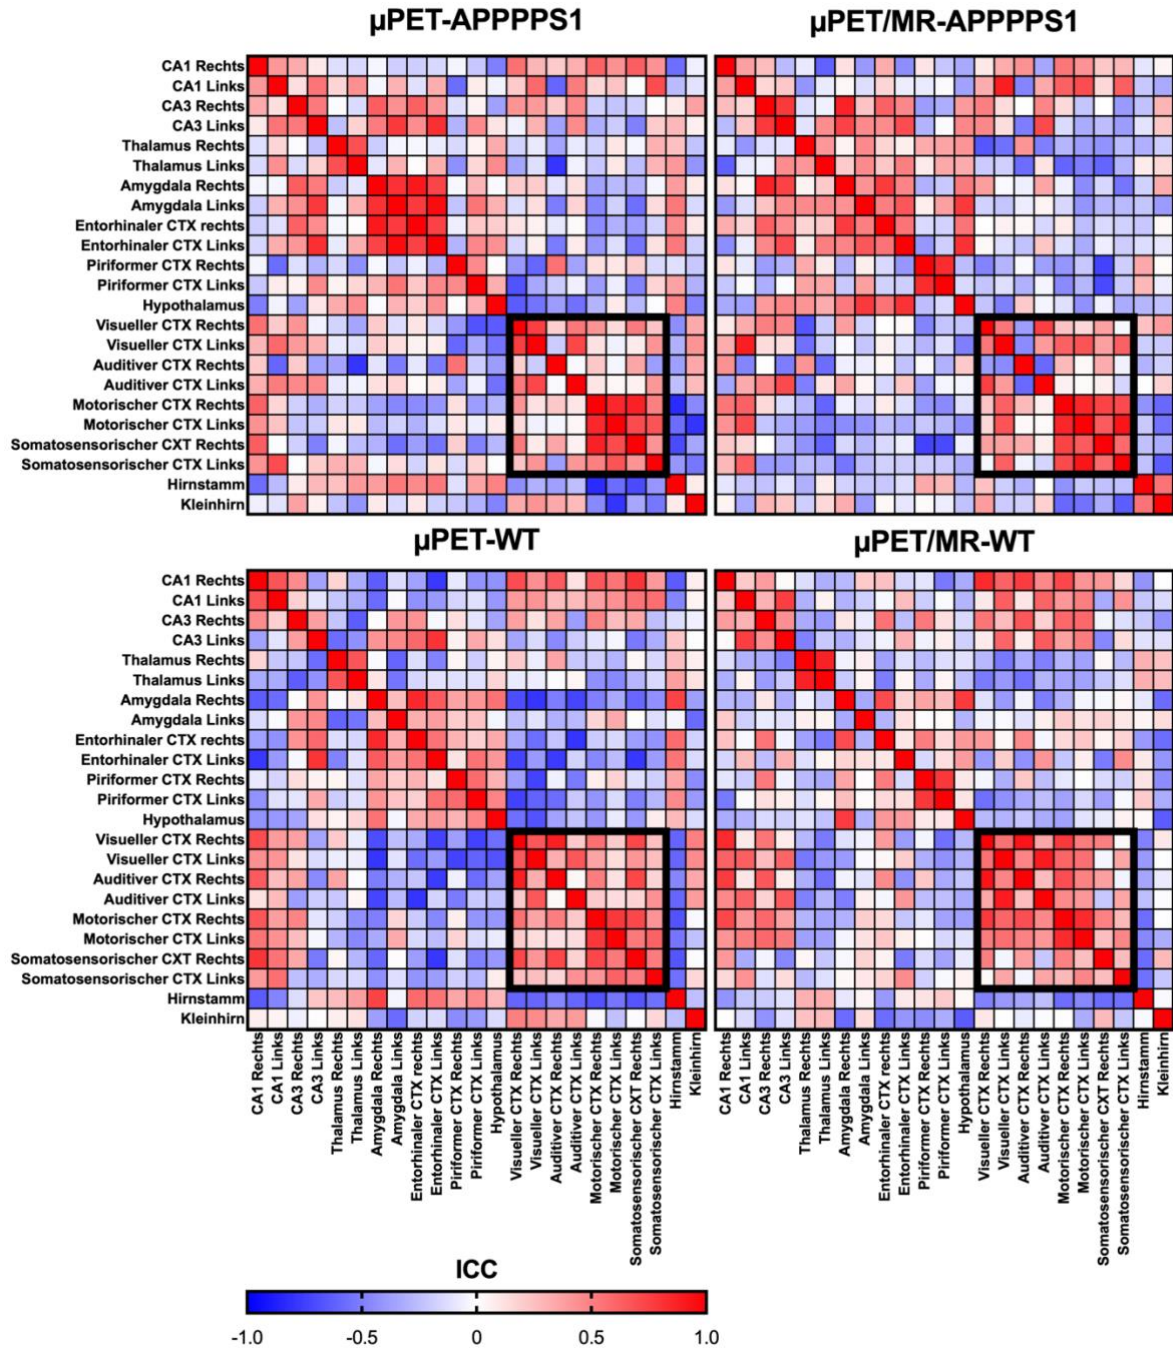 µPET-APPPPS1
µPET/MR-APPPPS1
CA1 Rechts
CA1 Links
CA3 Rechts
CA3 Links
Thalamus Rechts
Thalamus Links
Amygdala Rechts
Amygdala Links
Entorhinaler CTX rechts
Entorhinaler CTX Links
Piriformer CTX Rechts
Piriformer CTX Links
Hypothalamus
Visueller CTX Rechts
Visueller CTX Links
Auditiver CTX Rechts
Auditiver CTX Links
Motorischer CTX Rechts
Motorischer CTX Links
Somatosensorischer CXT Rechts
Somatosensorischer CTX Links
Hirnstamm
Kleinhirn
µPET-WT
µPET/MR-WT
CA1 Rechts
CA1 Links
CA3 Rechts
CA3 Links
Thalamus Rechts
Thalamus Links
Amygdala Rechts
Amygdala Links
Entorhinaler CTX rechts
Entorhinaler CTX Links
Piriformer CTX Rechts
Piriformer CTX Links
Hypothalamus
Visueller CTX Rechts
Visueller CTX Links
Auditiver CTX Rechts
Auditiver CTX Links
Motorischer CTX Rechts
Motorischer CTX Links
Somatosensorischer CXT Rechts
Somatosensorischer CTX Links
Hirnstamm
Kleinhirn
CA1 Rechts
CA1 Links
CA3 Rechts
CA3 Links
Thalamus Rechts
Thalamus Links
Amygdala Rechts
Amygdala Links
Entorhinaler CTX rechts
Entorhinaler CTX Links
Piriformer CTX Rechts
Piriformer CTX Links
Hypothalamus
Visueller CTX Rechts
Visueller CTX Links
Auditiver CTX Rechts
Auditiver CTX Links
Motorischer CTX Rechts
Motorischer CTX Links
Somatosensorischer CXT Rechts
Somatosensorischer CTX Links
Hirnstamm
Kleinhirn
CA1 Rechts
CA1 Links
CA3 Rechts
CA3 Links
Thalamus Rechts
Thalamus Links
Amygdala Rechts
Amygdala Links
Entorhinaler CTX rechts
Entorhinaler CTX Links
Piriformer CTX Rechts
Piriformer CTX Links
Hypothalamus
Visueller CTX Rechts
Visueller CTX Links
Auditiver CTX Rechts
Auditiver CTX Links
Motorischer CTX Rechts
Motorischer CTX Links
Somatosensorischer CXT Rechts
Somatosensorischer CTX Links
Hirnstamm
Kleinhirn
ICC
-1.0 -0.5 0 0.5 1.0